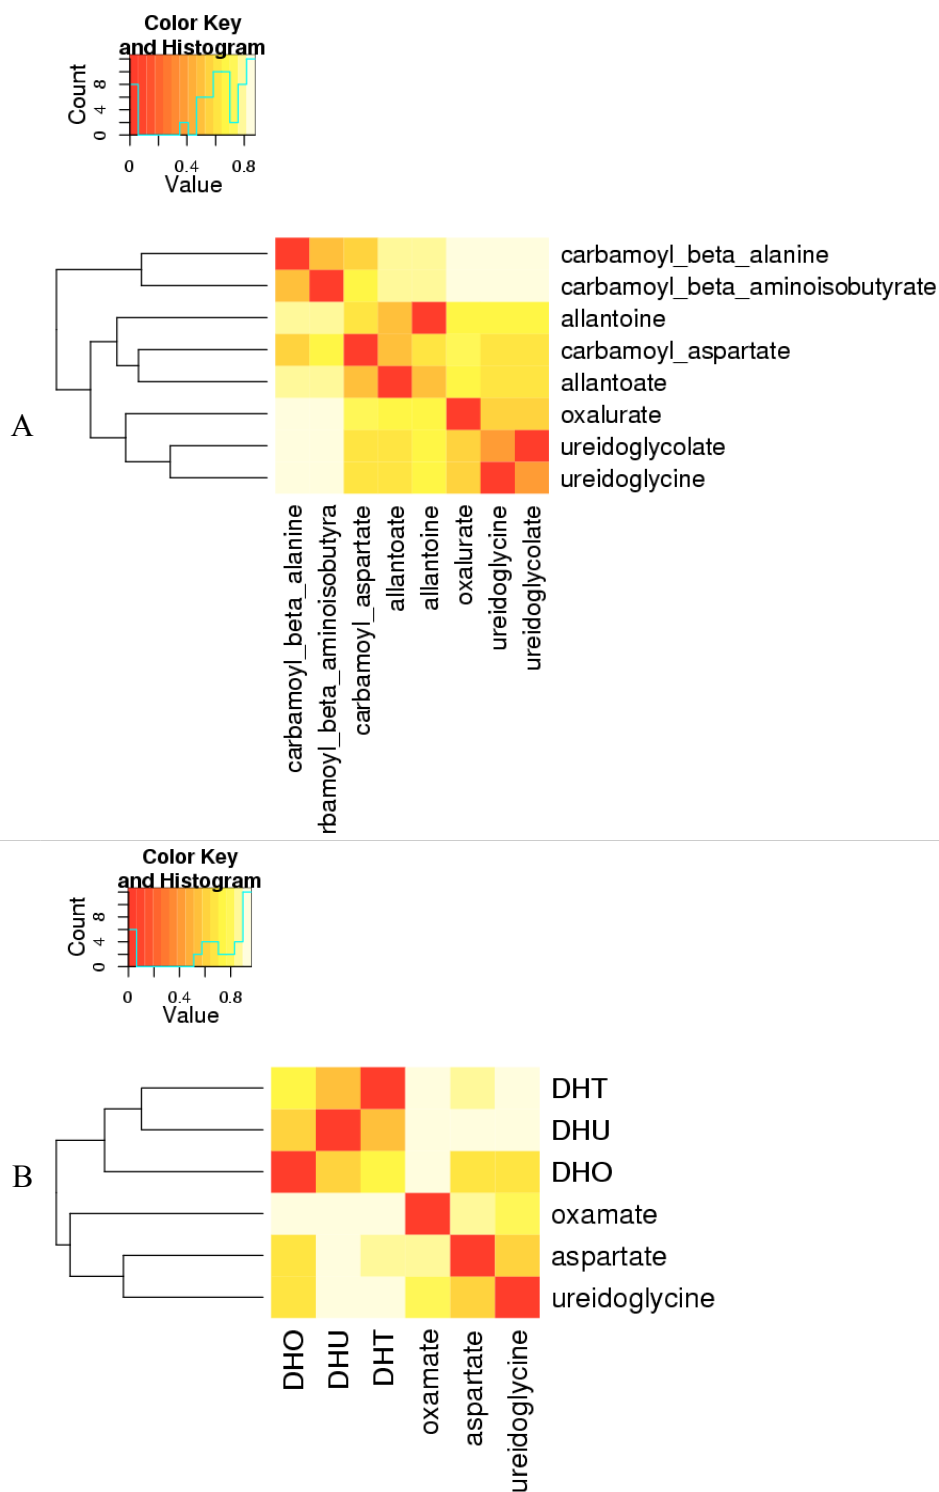 Color Key
and Histogram
Count
0 4 8
0 0.4 0.8
Value
A
carbamoyl_beta_alanine
carbamoyl_beta_aminoisobutyrate
allantoine
carbamoyl_aspartate
allantoate
oxalurate
ureidoglycolate
ureidoglycine
carbamoyl_beta_alanine
rbamoyl_beta_aminoisobutyra
carbamoyl_aspartate
allantoate
allantoine
oxalurate
ureidoglycine
ureidoglycolate
Color Key
and Histogram
Count
0 4 8
0 0.4 0.8
Value
B
DHT
DHU
DHO
oxamate
aspartate
ureidoglycine
DHO
DHU
DHT
oxamate
aspartate
ureidoglycine